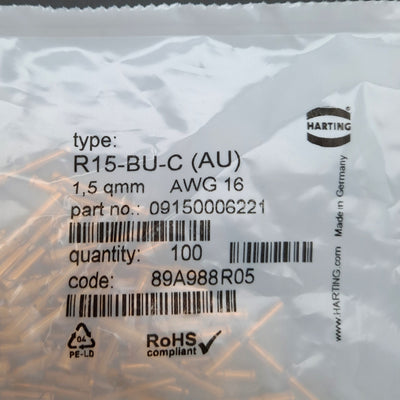 HARTING
type:
R15-BU-C (AU)
1,5 qmm AWG 16
part no.: 09150006221
quantity: 100
code: 89A988R05
04
PE-LD
RoHS
compliant
www.HARTING.com Made in Germany